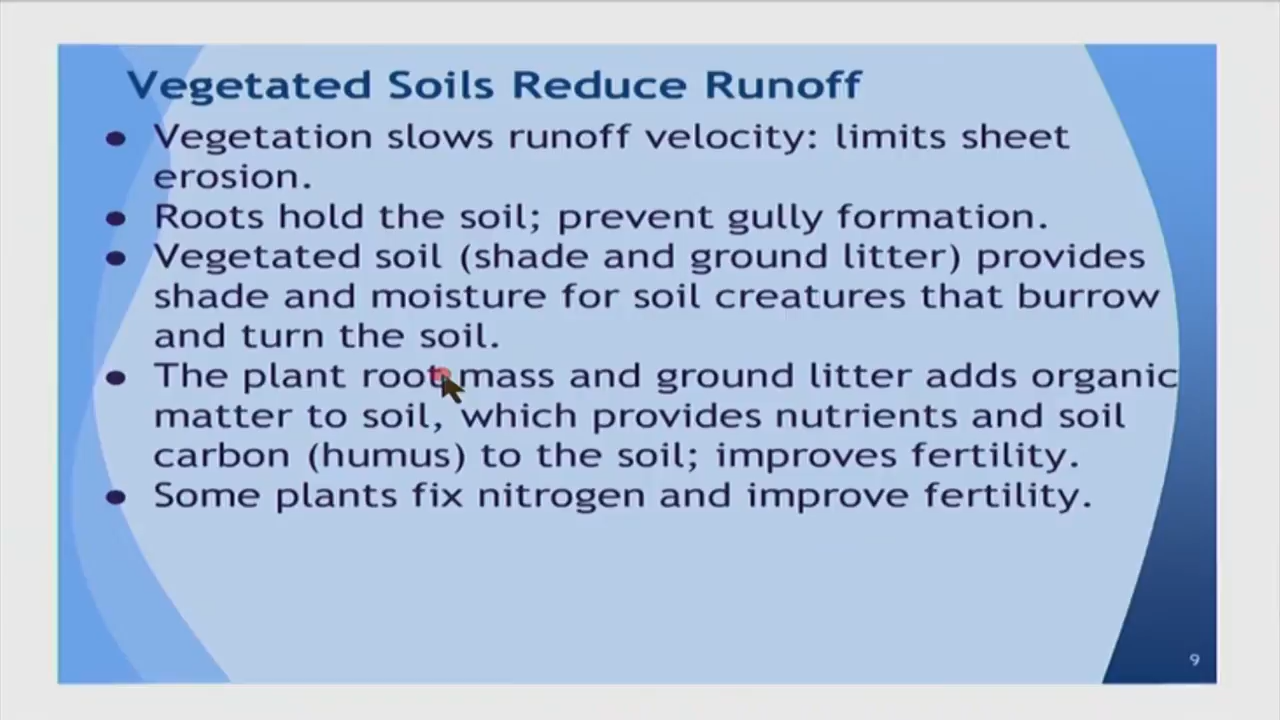 Vegetated Soils Reduce Runoff
• Vegetation slows runoff velocity: limits sheet
erosion.
• Roots hold the soil; prevent gully formation.
• Vegetated soil (shade and ground litter) provides
shade and moisture for soil creatures that burrow
and turn the soil.
• The plant root mass and ground litter adds organic
matter to soil, which provides nutrients and soil
carbon (humus) to the soil; improves fertility.
• Some plants fix nitrogen and improve fertility.
9